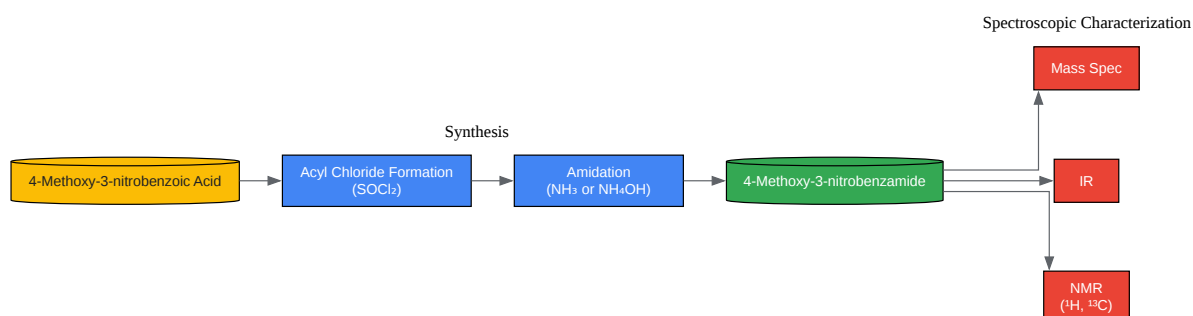 Spectroscopic Characterization
Mass Spec
Synthesis
4-Methoxy-3-nitrobenzoic Acid
Acyl Chloride Formation
(SOCl₂)
Amidation
(NH₃ or NH₄OH)
4-Methoxy-3-nitrobenzamide
IR
NMR
(¹H, ¹³C)